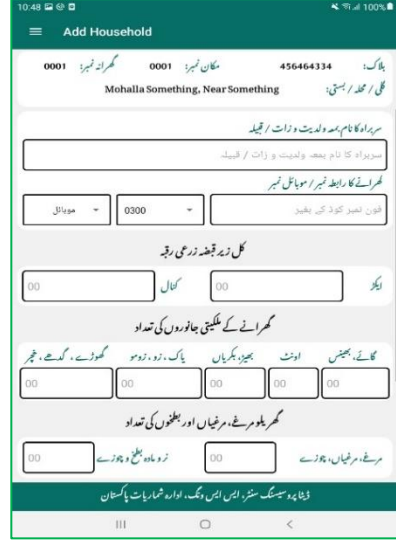 10:48 100%
Add Household
بلاک: 456464334 مکان نمبر: 0001 گھرانہ نمبر: 0001
گلی / محلہ / بستی: Mohalla Something, Near Something
سربراہ کا نام بمعہ ولدیت و ذات / قبیلہ
سربراہ کا نام بمعہ ولدیت و زات / قبیلہ
گھرانے کا رابطہ نمبر / موبائل نمبر
فون نمبر کوڈ کے بغیر 0300 موبائل
کل زیر قبضہ زرعی رقبہ
ایکڑ 00 کنال 00
گھرانے کے ملکیتی جانوروں کی تعداد
گائے، بھینس اونٹ بھیڑ، بکریاں یاک، زو، زومو گھوڑے، گدھے، خچر
00 00 00 00 00
گھریلو مرغے، مرغیاں اور بطخوں کی تعداد
مرغے، مرغیاں، چوزے 00 نر و مادہ بطخ و چوزے 00
ڈیٹا پروسیسنگ سنٹر، ایس ایس ونگ، ادارہ شماریات پاکستان